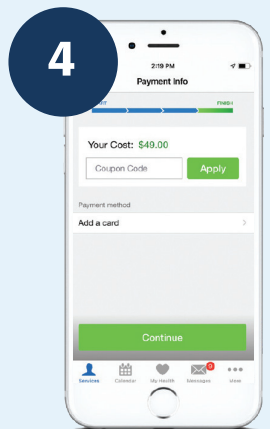 4
2:19 PM
Payment Info
FINISH
Your Cost: $49.00
Coupon Code
Apply
Payment method
Add a card
Continue
Services
Calendar
My Health
Messages
More